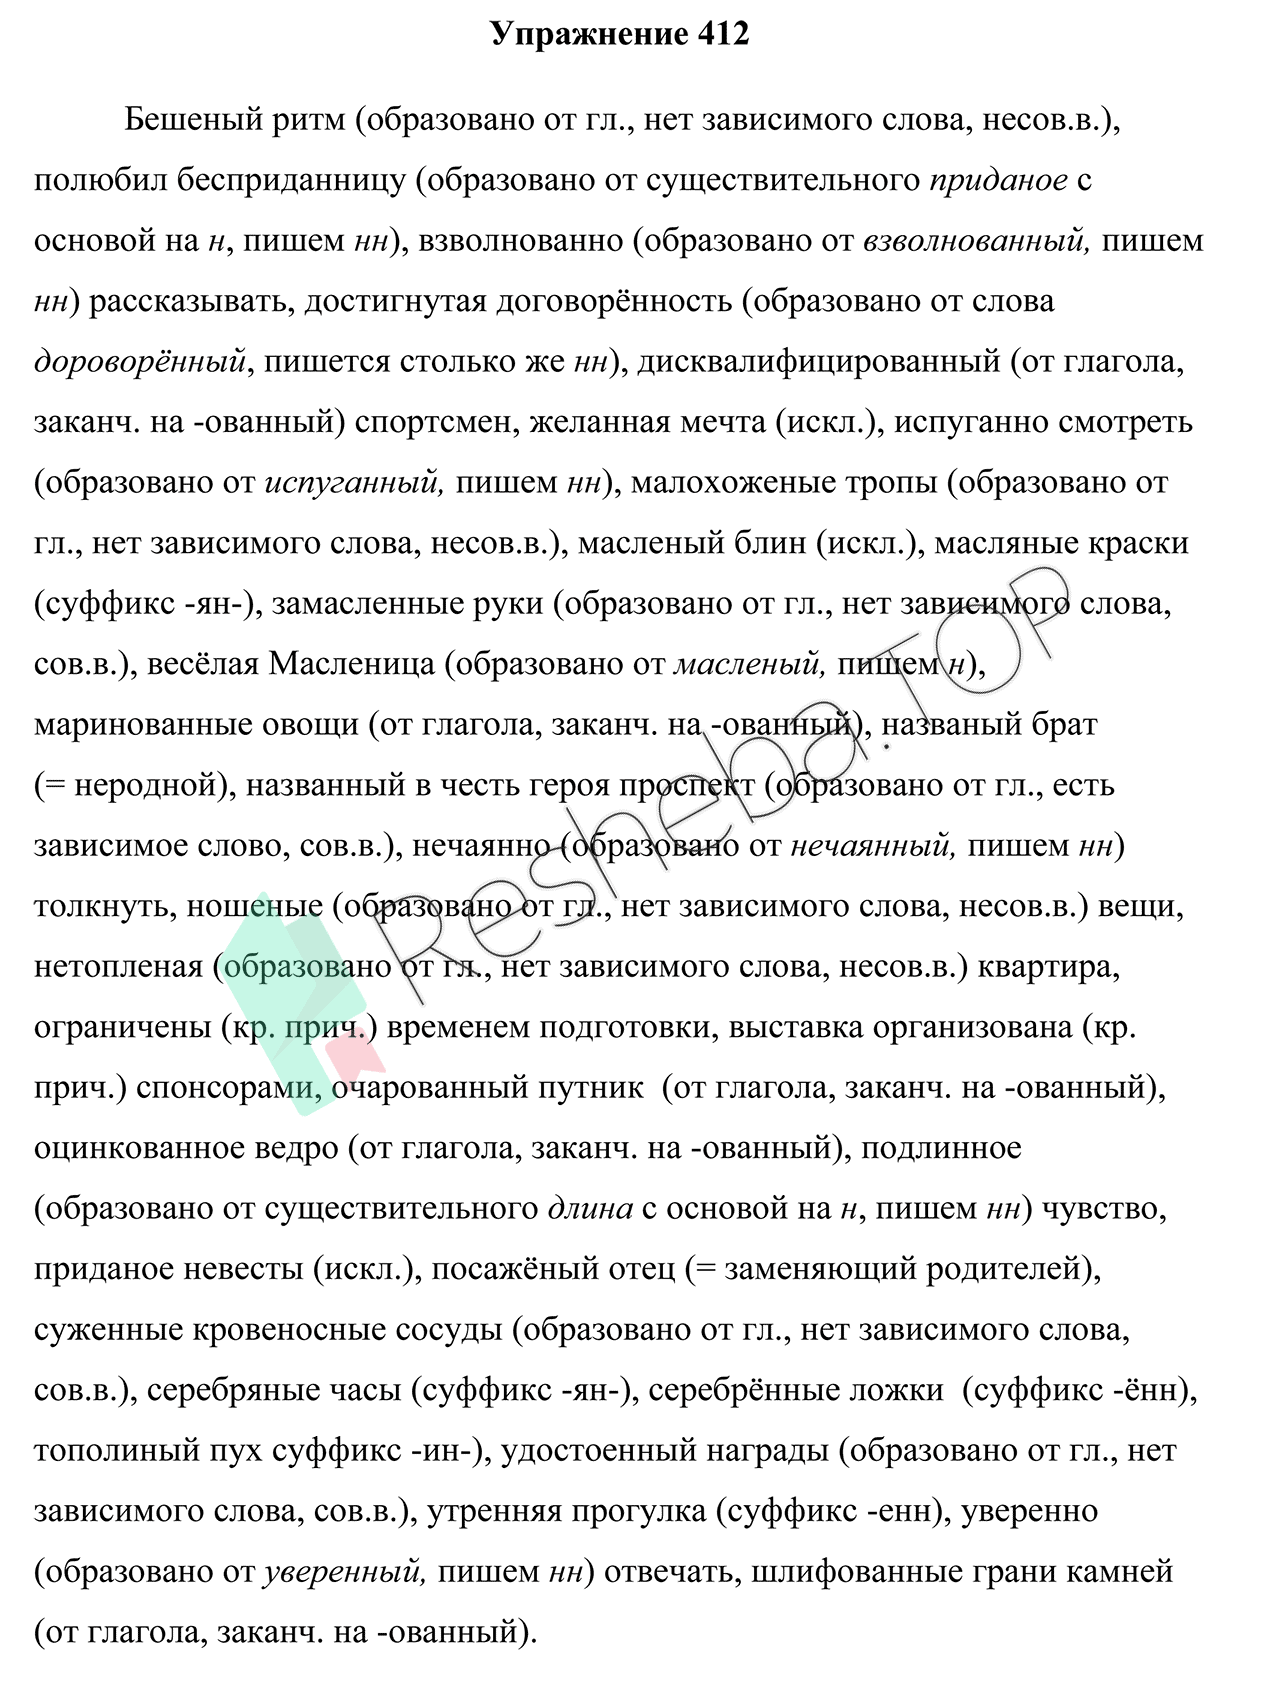 Упражнение 412
Бешеный ритм (образовано от гл., нет зависимого слова, несов.в.),
полюбил бесприданницу (образовано от существительного приданое с
основой на н, пишем нн), взволнованно (образовано от взволнованный, пишем
нн) рассказывать, достигнутая договорённость (образовано от слова
дороворённый, пишется столько же нн), дисквалифицированный (от глагола,
заканч. на -ованный) спортсмен, желанная мечта (искл.), испуганно смотреть
(образовано от испуганный, пишем нн), малохоженые тропы (образовано от
гл., нет зависимого слова, несов.в.), масленый блин (искл.), масляные краски
(суффикс -ян-), замасленные руки (образовано от гл., нет зависимого слова,
сов.в.), весёлая Масленица (образовано от масленый, пишем н),
маринованные овощи (от глагола, заканч. на -ованный), названый брат
(= неродной), названный в честь героя проспект (образовано от гл., есть
зависимое слово, сов.в.), нечаянно (образовано от нечаянный, пишем нн)
толкнуть, ношеные (образовано от гл., нет зависимого слова, несов.в.) вещи,
нетопленая (образовано от гл., нет зависимого слова, несов.в.) квартира,
ограничены (кр. прич.) временем подготовки, выставка организована (кр.
прич.) спонсорами, очарованный путник (от глагола, заканч. на -ованный),
оцинкованное ведро (от глагола, заканч. на -ованный), подлинное
(образовано от существительного длина с основой на н, пишем нн) чувство,
приданое невесты (искл.), посажёный отец (= заменяющий родителей),
суженные кровеносные сосуды (образовано от гл., нет зависимого слова,
сов.в.), серебряные часы (суффикс -ян-), серебрённые ложки (суффикс -ённ),
тополиный пух суффикс -ин-), удостоенный награды (образовано от гл., нет
зависимого слова, сов.в.), утренняя прогулка (суффикс -енн), уверенно
(образовано от уверенный, пишем нн) отвечать, шлифованные грани камней
(от глагола, заканч. на -ованный).
Resheba.TOP